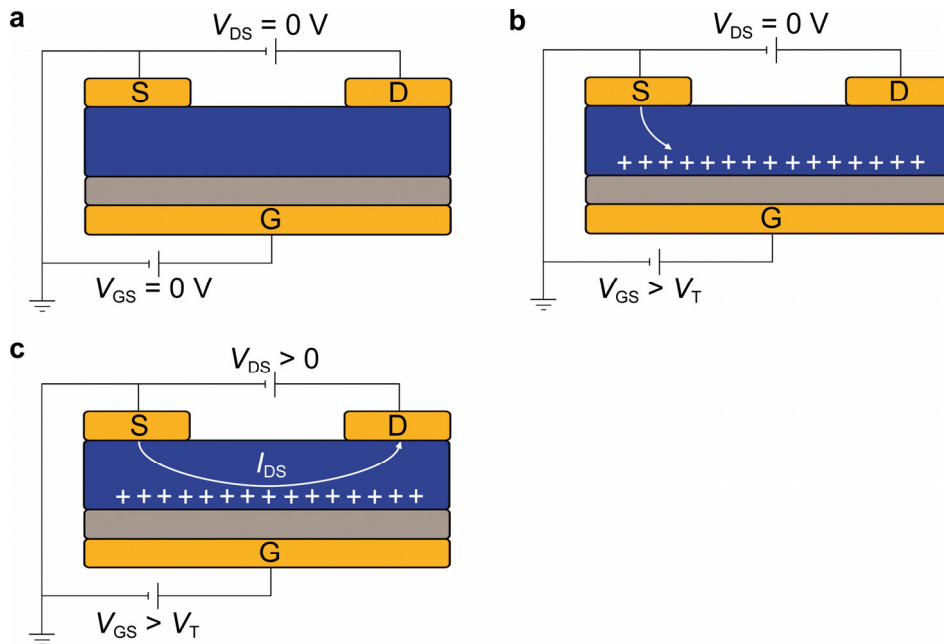 a
V_DS = 0 V
S
D
G
V_GS = 0 V
b
V_DS = 0 V
S
D
+ + + + + + + + + + + + + + +
G
V_GS > V_T
c
V_DS > 0
S
D
I_DS
+ + + + + + + + + + + + + + +
G
V_GS > V_T